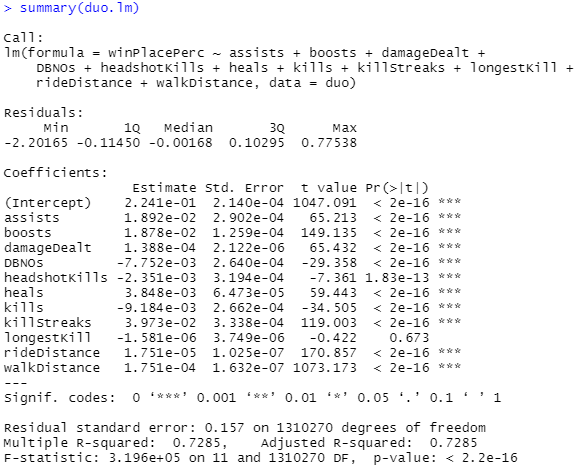 > summary(duo.lm)
Call:
lm(formula = winPlacePerc ~ assists + boosts + damageDealt +
    DBNOs + headshotKills + heals + kills + killStreaks + longestKill +
    rideDistance + walkDistance, data = duo)
Residuals:
     Min       1Q   Median       3Q      Max
-2.20165 -0.11450 -0.00168  0.10295  0.77538
Coefficients:
                Estimate Std. Error  t value Pr(>|t|)
(Intercept)    2.241e-01  2.140e-04 1047.091  < 2e-16 ***
assists        1.892e-02  2.902e-04   65.213  < 2e-16 ***
boosts         1.878e-02  1.259e-04  149.135  < 2e-16 ***
damageDealt    1.388e-04  2.122e-06   65.432  < 2e-16 ***
DBNOs         -7.752e-03  2.640e-04  -29.358  < 2e-16 ***
headshotKills -2.351e-03  3.194e-04   -7.361 1.83e-13 ***
heals          3.848e-03  6.473e-05   59.443  < 2e-16 ***
kills         -9.184e-03  2.662e-04  -34.505  < 2e-16 ***
killStreaks    3.973e-02  3.338e-04  119.003  < 2e-16 ***
longestKill   -1.581e-06  3.749e-06   -0.422    0.673
rideDistance   1.751e-05  1.025e-07  170.857  < 2e-16 ***
walkDistance   1.751e-04  1.632e-07 1073.173  < 2e-16 ***
---
Signif. codes:  0 ‘***’ 0.001 ‘**’ 0.01 ‘*’ 0.05 ‘.’ 0.1 ‘ ’ 1
Residual standard error: 0.157 on 1310270 degrees of freedom
Multiple R-squared:  0.7285,    Adjusted R-squared:  0.7285
F-statistic: 3.196e+05 on 11 and 1310270 DF,  p-value: < 2.2e-16